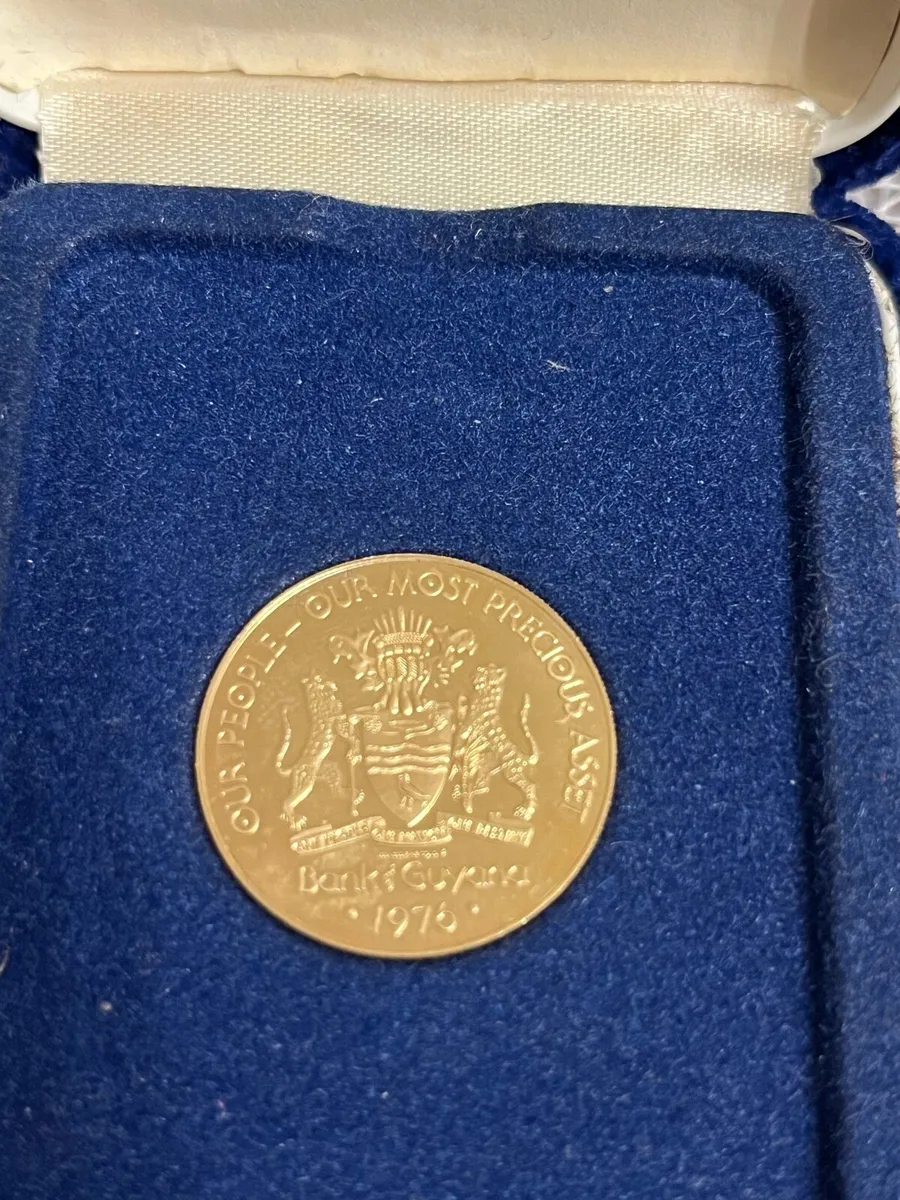 OUR PEOPLE – OUR MOST PRECIOUS ASSET
Bank of Guyana
• 1976 •